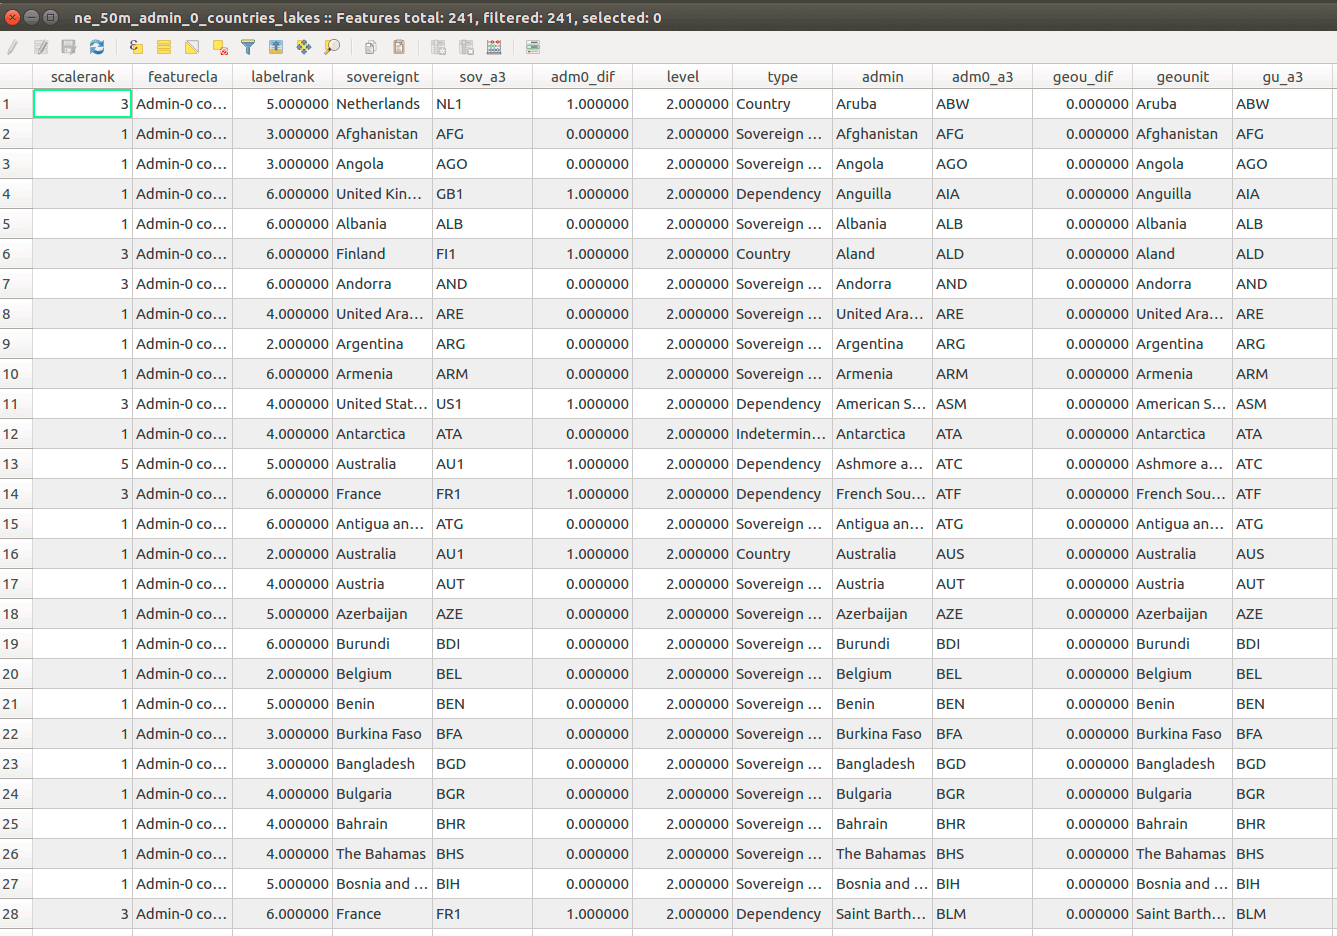 ne_50m_admin_0_countries_lakes :: Features total: 241, filtered: 241, selected: 0
scalerank featurecla labelrank sovereignt sov_a3 adm0_dif level type admin adm0_a3 geou_dif geounit gu_a3
1 3 Admin-0 co... 5.000000 Netherlands NL1 1.000000 2.000000 Country Aruba ABW 0.000000 Aruba ABW
2 1 Admin-0 co... 3.000000 Afghanistan AFG 0.000000 2.000000 Sovereign ... Afghanistan AFG 0.000000 Afghanistan AFG
3 1 Admin-0 co... 3.000000 Angola AGO 0.000000 2.000000 Sovereign ... Angola AGO 0.000000 Angola AGO
4 1 Admin-0 co... 6.000000 United Kin... GB1 1.000000 2.000000 Dependency Anguilla AIA 0.000000 Anguilla AIA
5 1 Admin-0 co... 6.000000 Albania ALB 0.000000 2.000000 Sovereign ... Albania ALB 0.000000 Albania ALB
6 3 Admin-0 co... 6.000000 Finland FI1 1.000000 2.000000 Country Aland ALD 0.000000 Aland ALD
7 3 Admin-0 co... 6.000000 Andorra AND 0.000000 2.000000 Sovereign ... Andorra AND 0.000000 Andorra AND
8 1 Admin-0 co... 4.000000 United Ara... ARE 0.000000 2.000000 Sovereign ... United Ara... ARE 0.000000 United Ara... ARE
9 1 Admin-0 co... 2.000000 Argentina ARG 0.000000 2.000000 Sovereign ... Argentina ARG 0.000000 Argentina ARG
10 1 Admin-0 co... 6.000000 Armenia ARM 0.000000 2.000000 Sovereign ... Armenia ARM 0.000000 Armenia ARM
11 3 Admin-0 co... 4.000000 United Stat... US1 1.000000 2.000000 Dependency American S... ASM 0.000000 American S... ASM
12 1 Admin-0 co... 4.000000 Antarctica ATA 0.000000 2.000000 Indetermin... Antarctica ATA 0.000000 Antarctica ATA
13 5 Admin-0 co... 5.000000 Australia AU1 1.000000 2.000000 Dependency Ashmore a... ATC 0.000000 Ashmore a... ATC
14 3 Admin-0 co... 6.000000 France FR1 1.000000 2.000000 Dependency French Sou... ATF 0.000000 French Sou... ATF
15 1 Admin-0 co... 6.000000 Antigua an... ATG 0.000000 2.000000 Sovereign ... Antigua an... ATG 0.000000 Antigua an... ATG
16 1 Admin-0 co... 2.000000 Australia AU1 1.000000 2.000000 Country Australia AUS 0.000000 Australia AUS
17 1 Admin-0 co... 4.000000 Austria AUT 0.000000 2.000000 Sovereign ... Austria AUT 0.000000 Austria AUT
18 1 Admin-0 co... 5.000000 Azerbaijan AZE 0.000000 2.000000 Sovereign ... Azerbaijan AZE 0.000000 Azerbaijan AZE
19 1 Admin-0 co... 6.000000 Burundi BDI 0.000000 2.000000 Sovereign ... Burundi BDI 0.000000 Burundi BDI
20 1 Admin-0 co... 2.000000 Belgium BEL 0.000000 2.000000 Sovereign ... Belgium BEL 0.000000 Belgium BEL
21 1 Admin-0 co... 5.000000 Benin BEN 0.000000 2.000000 Sovereign ... Benin BEN 0.000000 Benin BEN
22 1 Admin-0 co... 3.000000 Burkina Faso BFA 0.000000 2.000000 Sovereign ... Burkina Faso BFA 0.000000 Burkina Faso BFA
23 1 Admin-0 co... 3.000000 Bangladesh BGD 0.000000 2.000000 Sovereign ... Bangladesh BGD 0.000000 Bangladesh BGD
24 1 Admin-0 co... 4.000000 Bulgaria BGR 0.000000 2.000000 Sovereign ... Bulgaria BGR 0.000000 Bulgaria BGR
25 1 Admin-0 co... 4.000000 Bahrain BHR 0.000000 2.000000 Sovereign ... Bahrain BHR 0.000000 Bahrain BHR
26 1 Admin-0 co... 4.000000 The Bahamas BHS 0.000000 2.000000 Sovereign ... The Bahamas BHS 0.000000 The Bahamas BHS
27 1 Admin-0 co... 5.000000 Bosnia and ... BIH 0.000000 2.000000 Sovereign ... Bosnia and ... BIH 0.000000 Bosnia and ... BIH
28 3 Admin-0 co... 6.000000 France FR1 1.000000 2.000000 Dependency Saint Barth... BLM 0.000000 Saint Barth... BLM